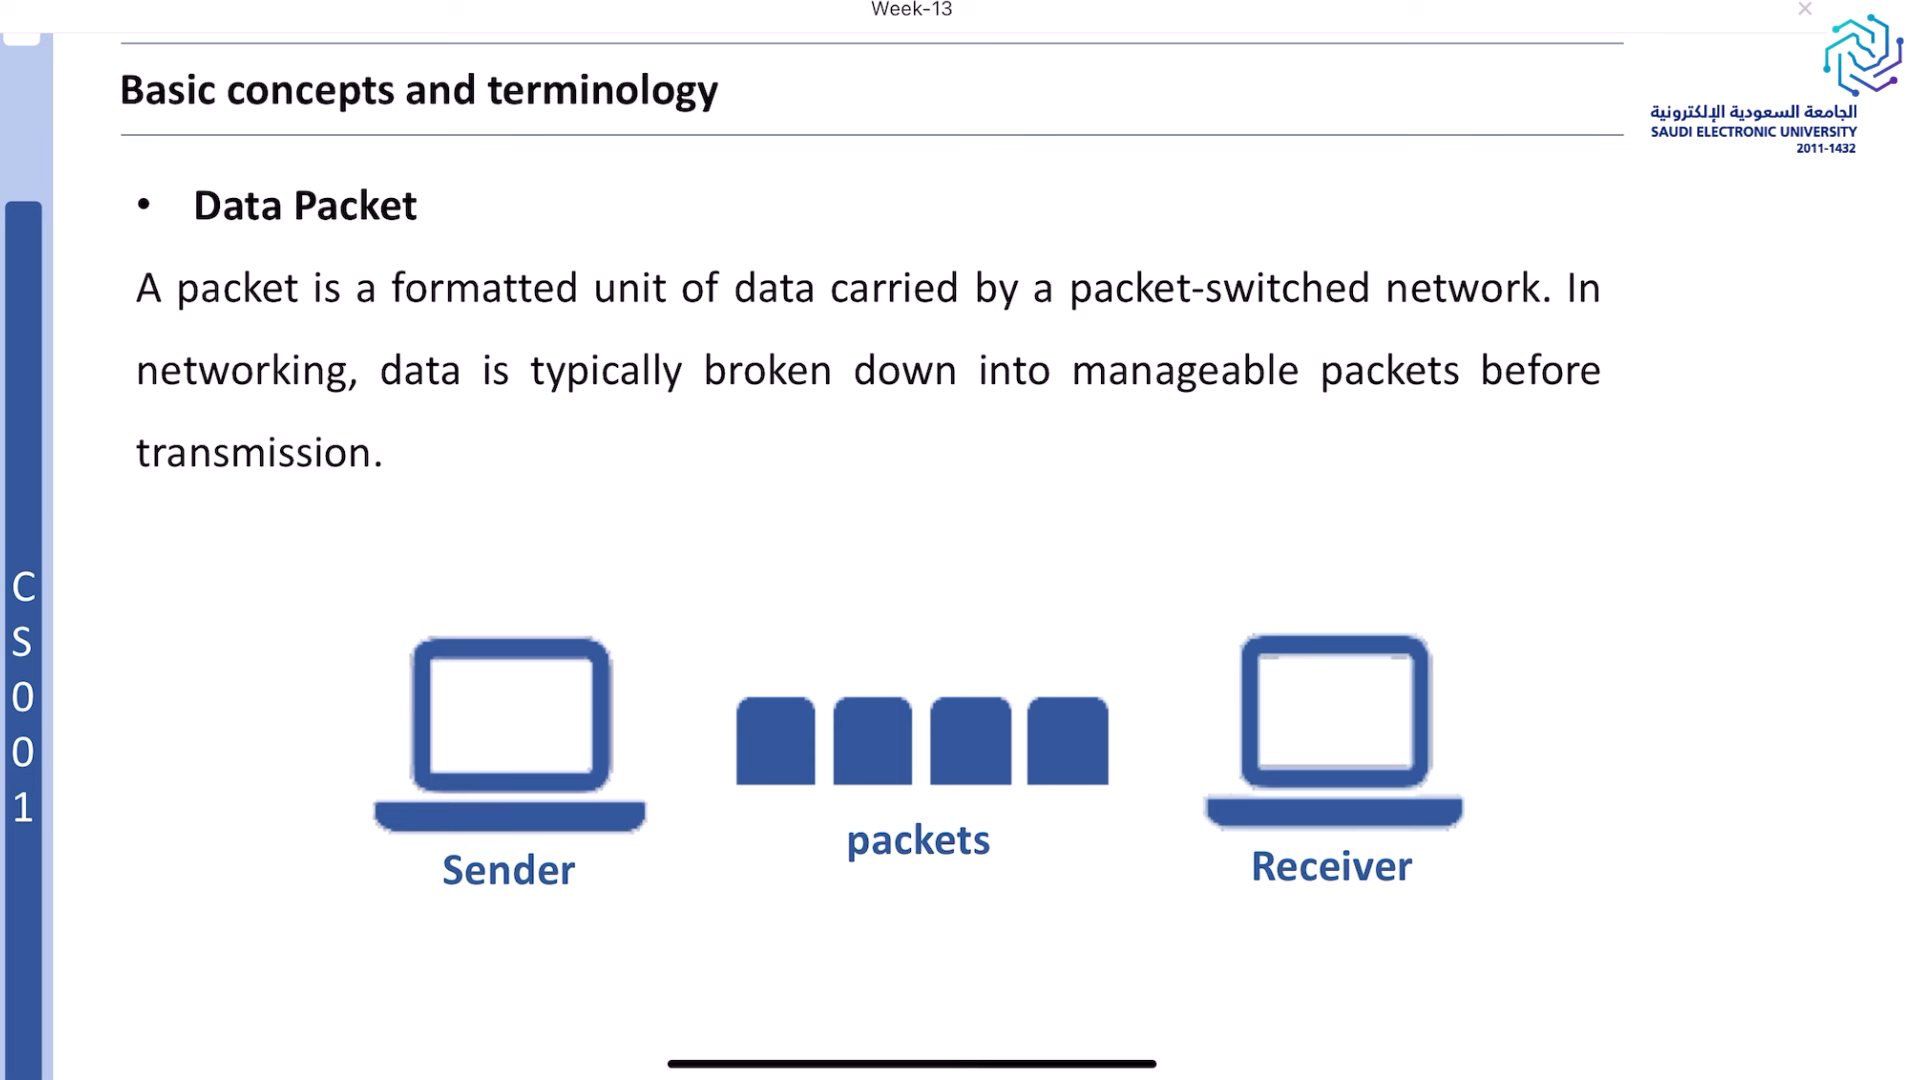 Week-13
الجامعة السعودية الإلكترونية
SAUDI ELECTRONIC UNIVERSITY
2011-1432
Basic concepts and terminology
• Data Packet
A packet is a formatted unit of data carried by a packet-switched network. In
networking, data is typically broken down into manageable packets before
transmission.
C
S
0
0
1
Sender
packets
Receiver